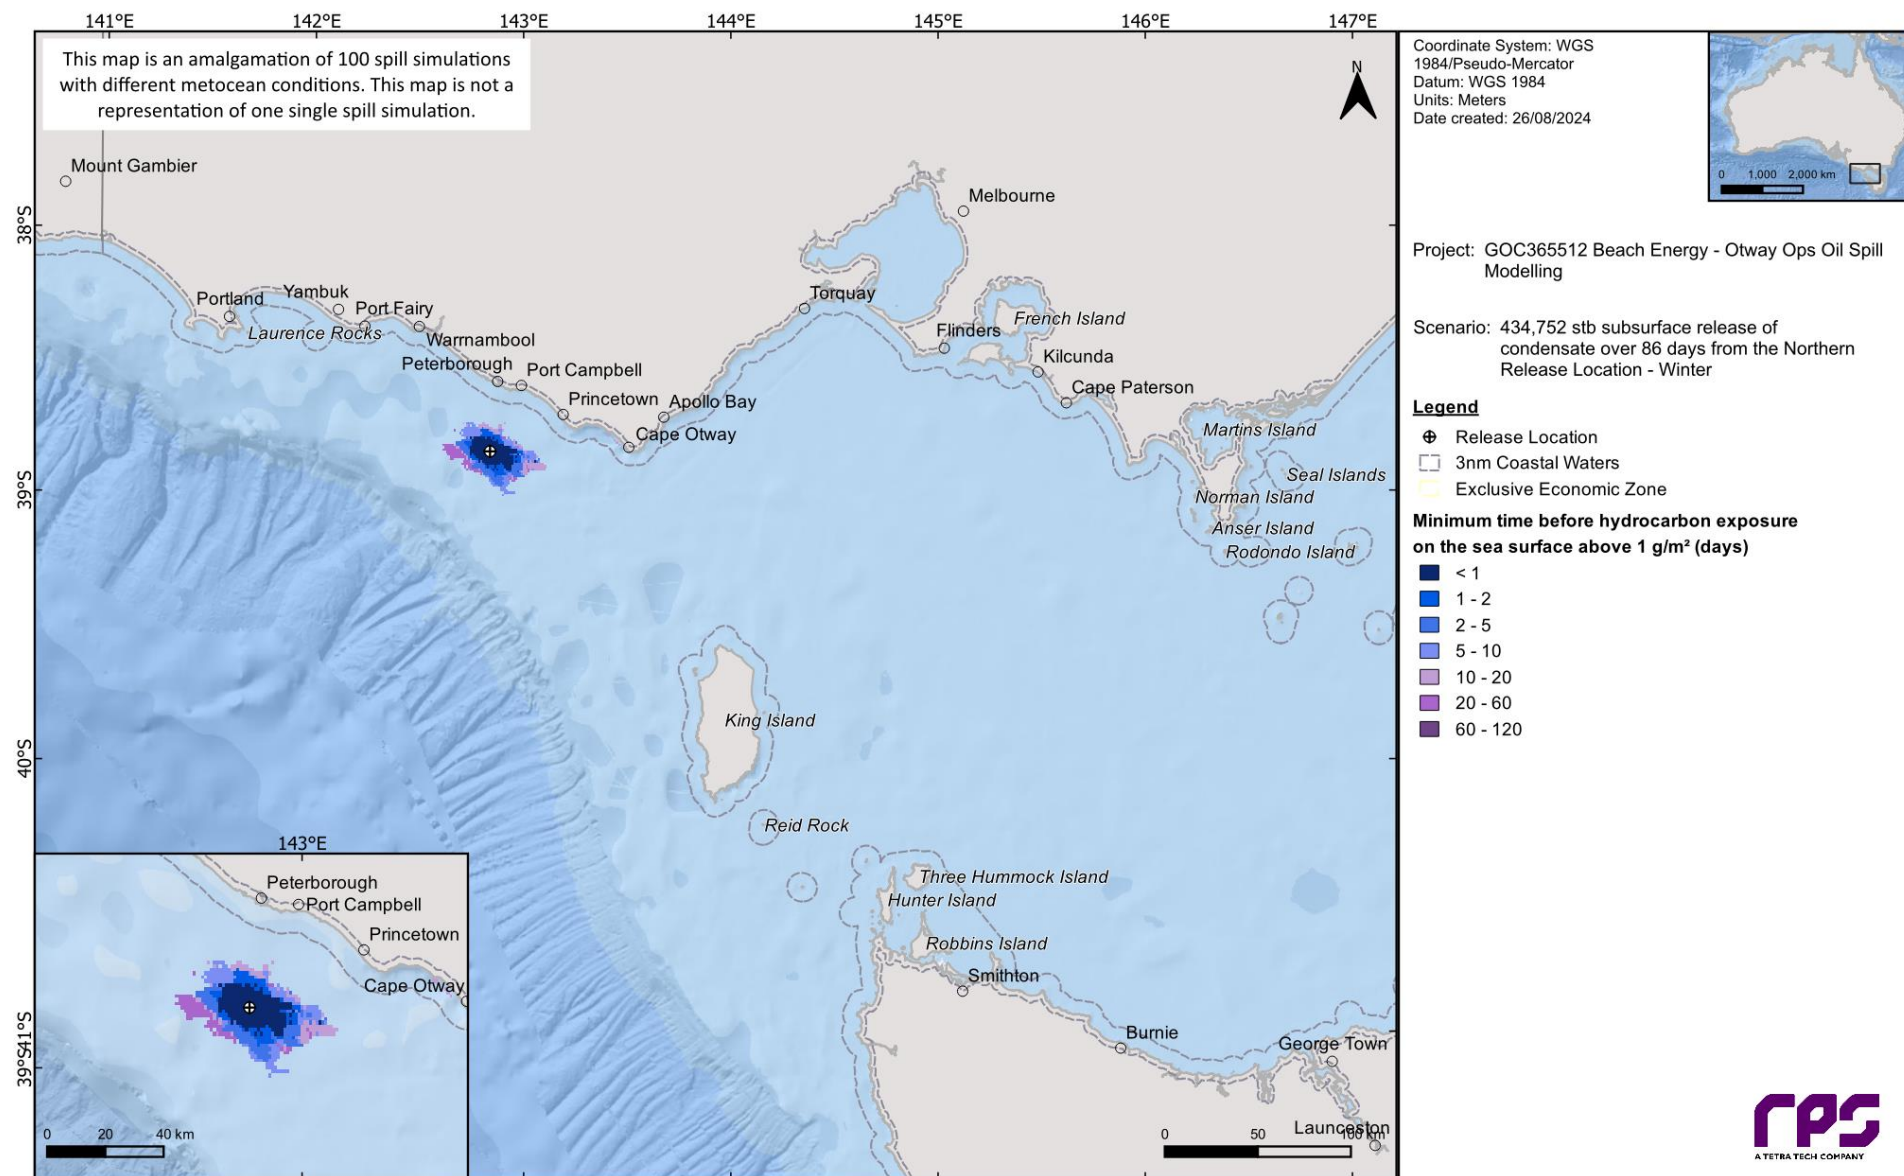 141°E 142°E 143°E 144°E 145°E 146°E 147°E
This map is an amalgamation of 100 spill simulations
with different metocean conditions. This map is not a
representation of one single spill simulation.
N
Mount Gambier
Melbourne
38°S
Portland
Yambuk
Port Fairy
Laurence Rocks
Warrnambool
Peterborough
Port Campbell
Princetown
Apollo Bay
Cape Otway
Torquay
French Island
Flinders
Kilcunda
Cape Paterson
Martins Island
Seal Islands
Norman Island
Anser Island
Rodondo Island
39°S
King Island
40°S
Reid Rock
Three Hummock Island
Hunter Island
Robbins Island
Smithton
Burnie
George Town
Launceston
41°S
0 50 100 km
143°E
Peterborough
Port Campbell
Princetown
Cape Otway
39°S
0 20 40 km
Coordinate System: WGS
1984/Pseudo-Mercator
Datum: WGS 1984
Units: Meters
Date created: 26/08/2024
0 1,000 2,000 km
Project: GOC365512 Beach Energy - Otway Ops Oil Spill
Modelling
Scenario: 434,752 stb subsurface release of
condensate over 86 days from the Northern
Release Location - Winter
Legend
Release Location
3nm Coastal Waters
Exclusive Economic Zone
Minimum time before hydrocarbon exposure
on the sea surface above 1 g/m² (days)
< 1
1 - 2
2 - 5
5 - 10
10 - 20
20 - 60
60 - 120
rps
A TETRA TECH COMPANY